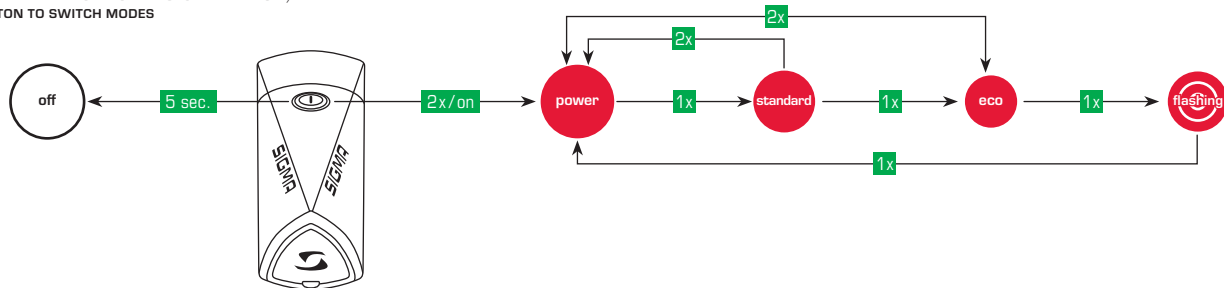 TON TO SWITCH MODES
2x
2x
off
5 sec.
2x/on
power
1x
standard
1x
eco
1x
flashing
SIGMA
SIGMA
1x